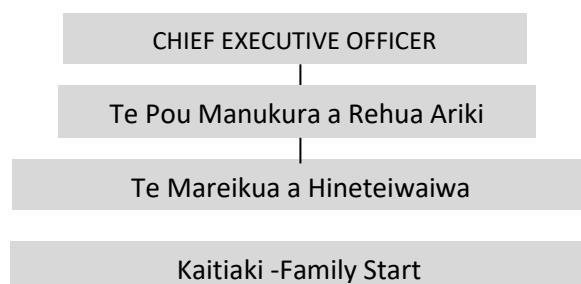 CHIEF EXECUTIVE OFFICER
Te Pou Manukura a Rehua Ariki
Te Mareikua a Hineteiwaiwa
Kaitiaki -Family Start